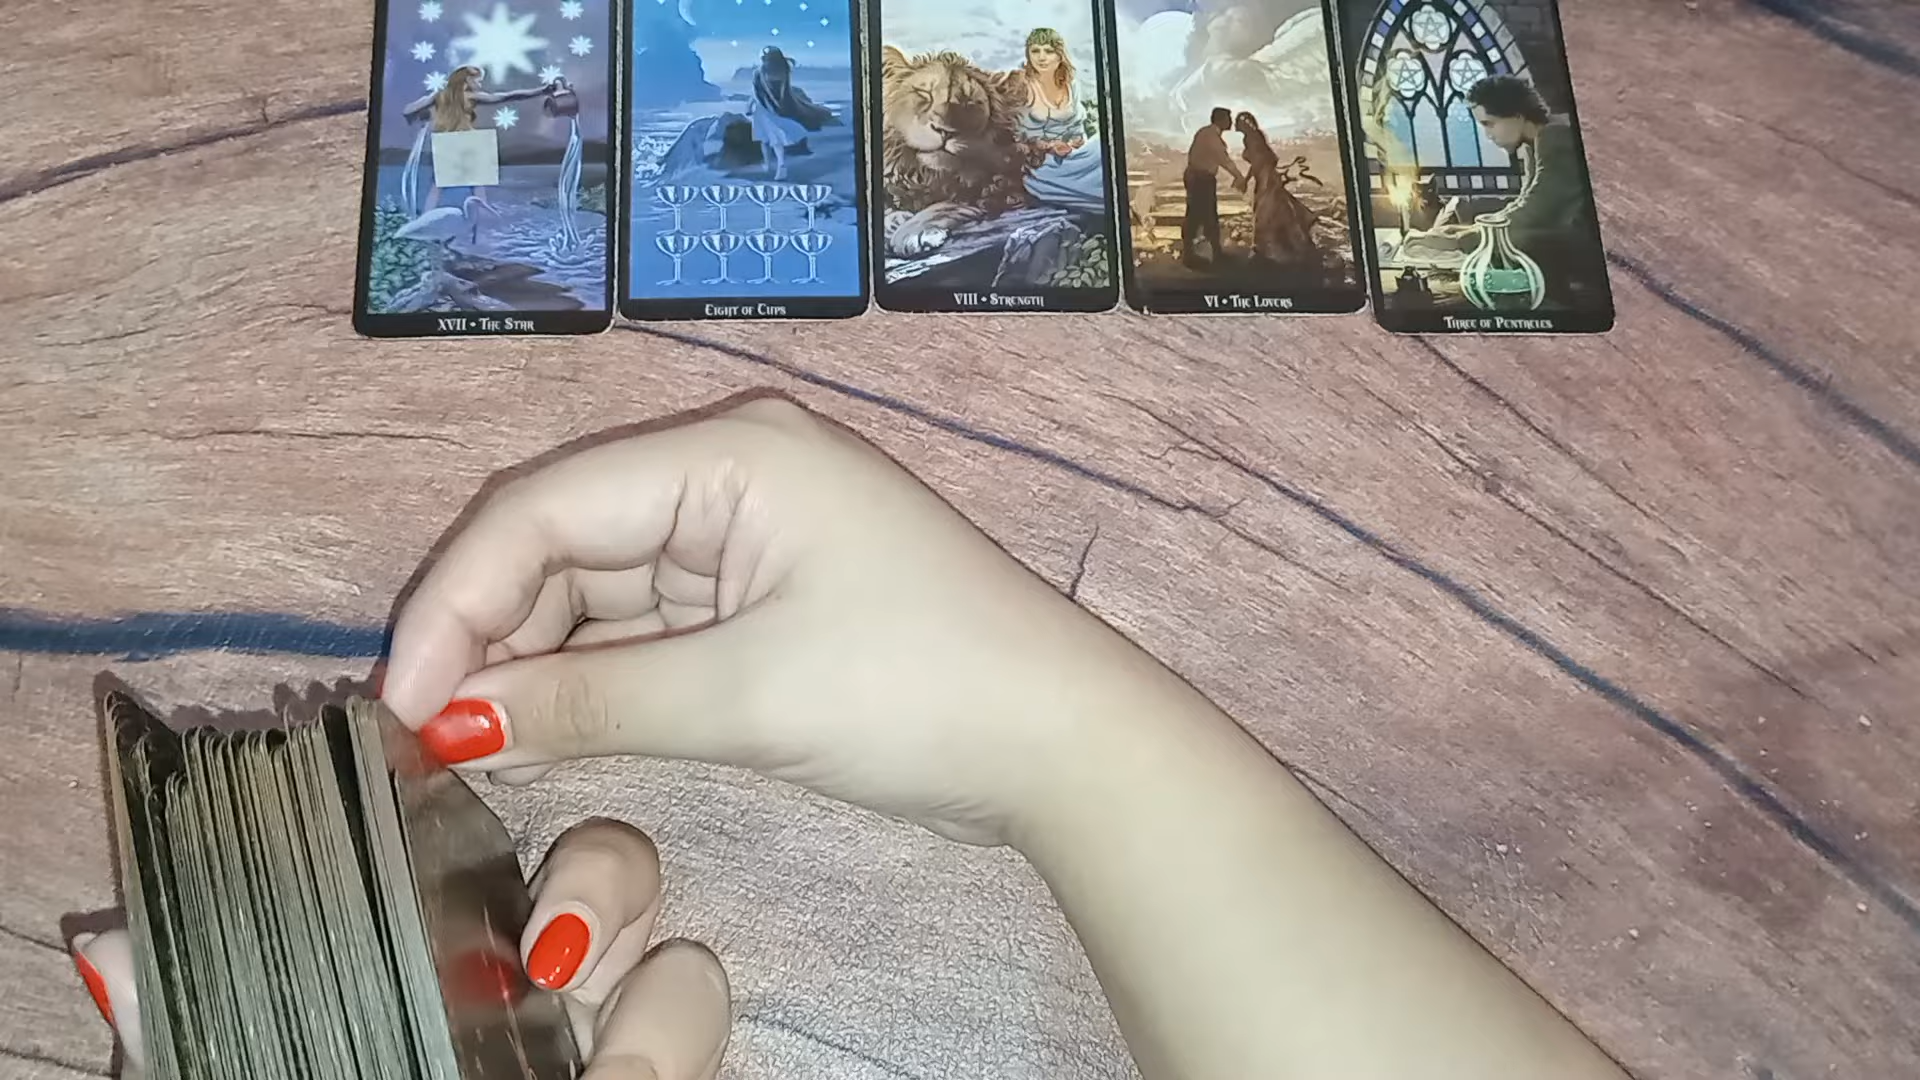 XVII • The Star
Eight of Cups
VIII • Strength
VI • The Lovers
Three of Pentacles